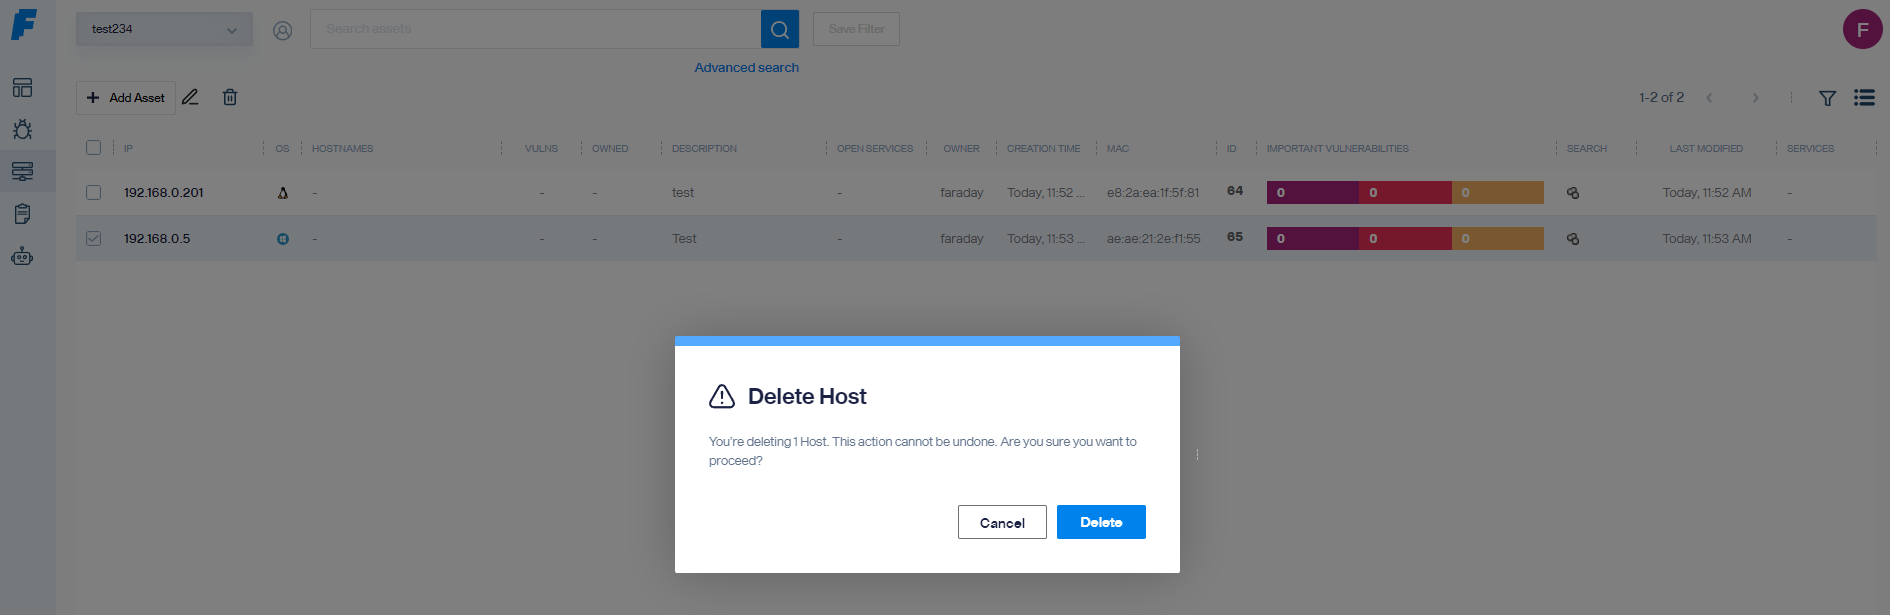 test234
Search assets
Save Filter
F
Advanced search
+ Add Asset
1-2 of 2
IP OS HOSTNAMES VULNS OWNED DESCRIPTION OPEN SERVICES OWNER CREATION TIME MAC ID IMPORTANT VULNERABILITIES SEARCH LAST MODIFIED SERVICES
192.168.0.201 - - - test - faraday Today, 11:52 ... e8:2a:ea:1f:5f:81 64 0 0 0 Today, 11:52 AM -
192.168.0.5 - - - Test - faraday Today, 11:53 ... ae:ae:21:2e:f1:55 65 0 0 0 Today, 11:53 AM -
Delete Host
You're deleting 1 Host. This action cannot be undone. Are you sure you want to
proceed?
Cancel
Delete